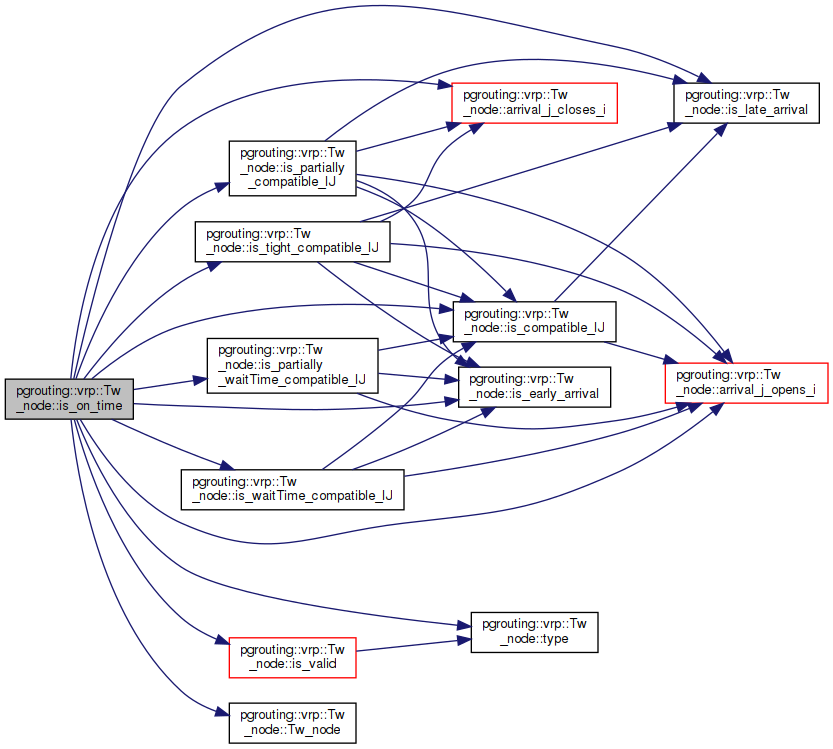 pgrouting::vrp::Tw
_node::arrival_j_closes_i
pgrouting::vrp::Tw
_node::is_late_arrival
pgrouting::vrp::Tw
_node::is_partially
_compatible_IJ
pgrouting::vrp::Tw
_node::is_tight_compatible_IJ
pgrouting::vrp::Tw
_node::is_compatible_IJ
pgrouting::vrp::Tw
_node::is_partially
_waitTime_compatible_IJ
pgrouting::vrp::Tw
_node::is_early_arrival
pgrouting::vrp::Tw
_node::arrival_j_opens_i
pgrouting::vrp::Tw
_node::is_on_time
pgrouting::vrp::Tw
_node::is_waitTime_compatible_IJ
pgrouting::vrp::Tw
_node::type
pgrouting::vrp::Tw
_node::is_valid
pgrouting::vrp::Tw
_node::Tw_node